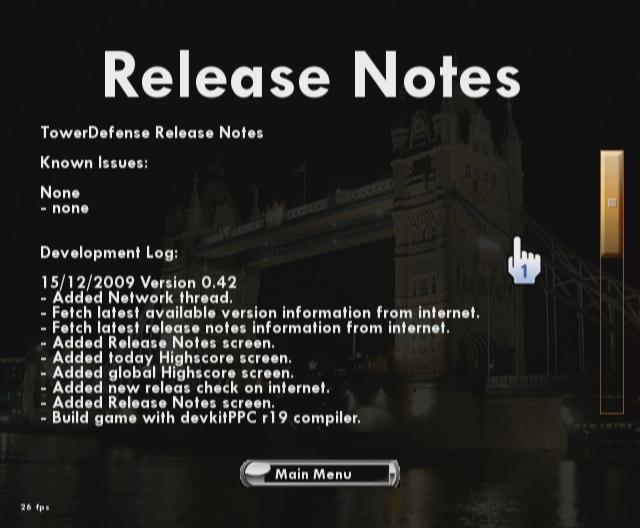 Release Notes
TowerDefense Release Notes
Known Issues:
None
- none
Development Log:
15/12/2009 Version 0.42
- Added Network thread.
- Fetch latest available version information from internet.
- Fetch latest release notes information from internet.
- Added Release Notes screen.
- Added today Highscore screen.
- Added global Highscore screen.
- Added new releas check on internet.
- Added Release Notes screen.
- Build game with devkitPPC r19 compiler.
1
Main Menu
26 fps